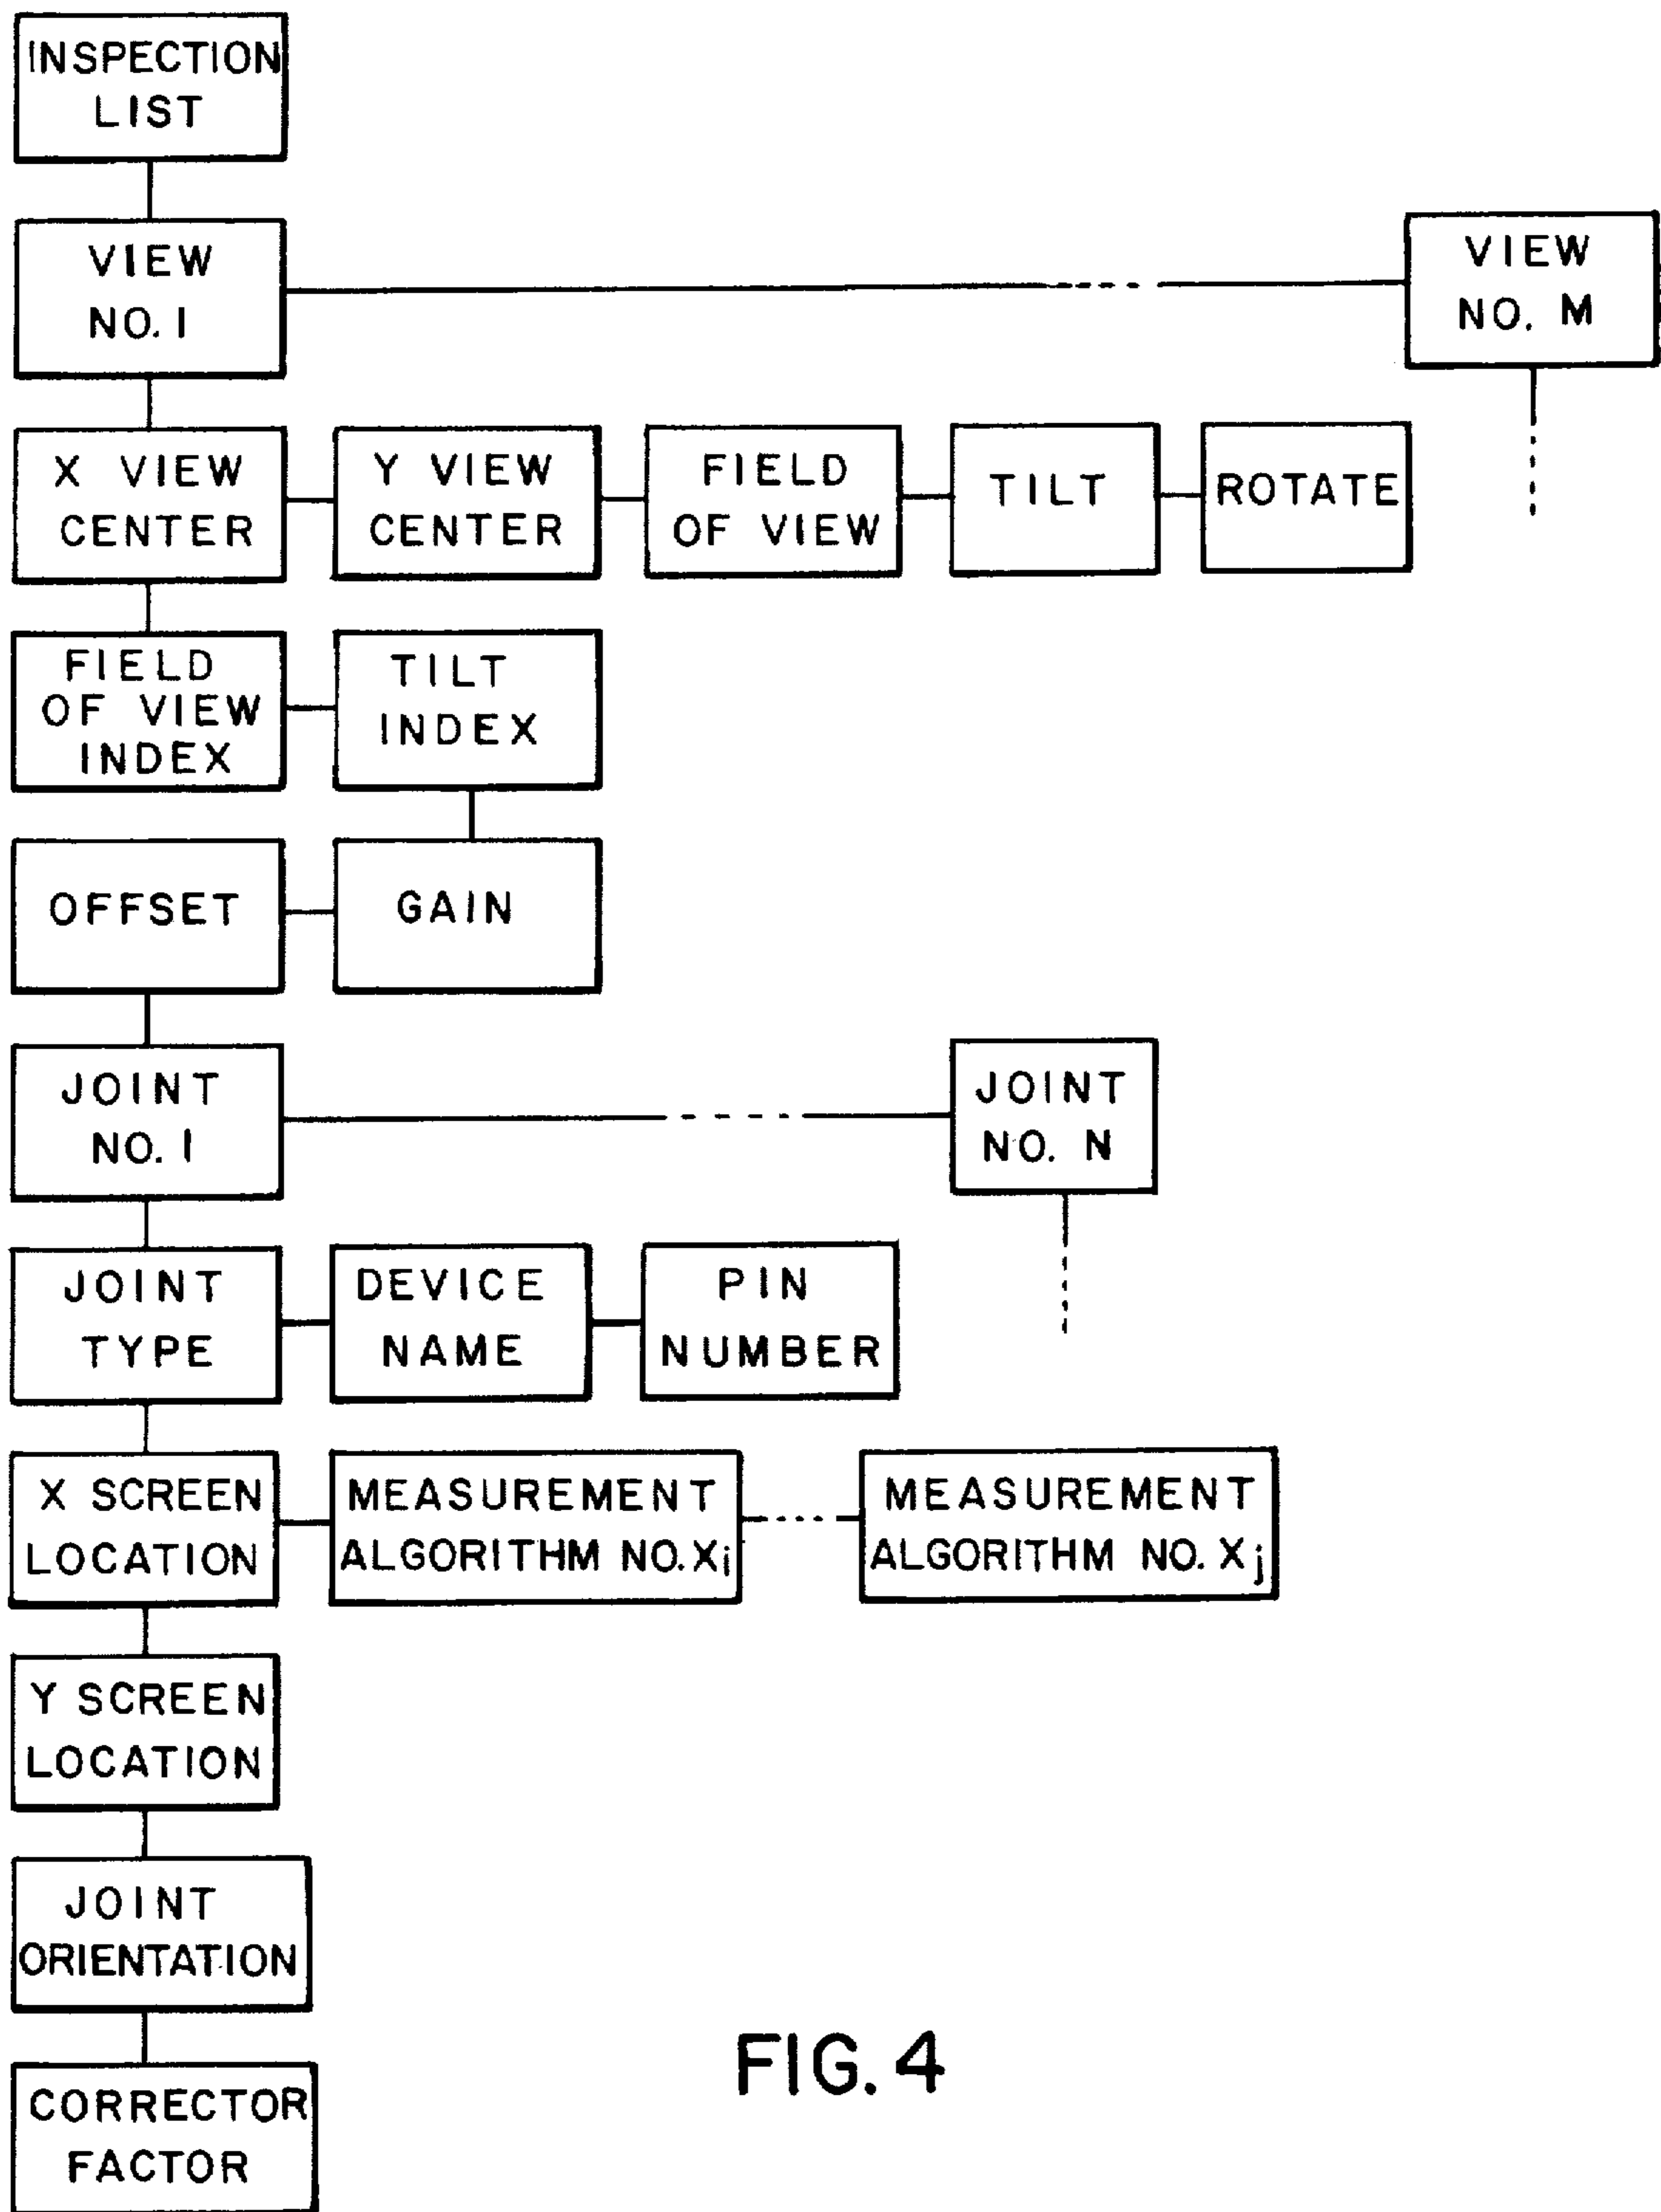 INSPECTION
LIST
VIEW
NO. 1
VIEW
NO. M
X VIEW
CENTER
Y VIEW
CENTER
FIELD
OF VIEW
TILT
ROTATE
FIELD
OF VIEW
INDEX
TILT
INDEX
OFFSET
GAIN
JOINT
NO. 1
JOINT
NO. N
JOINT
TYPE
DEVICE
NAME
PIN
NUMBER
X SCREEN
LOCATION
MEASUREMENT
ALGORITHM NO. Xi
MEASUREMENT
ALGORITHM NO. Xj
Y SCREEN
LOCATION
JOINT
ORIENTATION
CORRECTOR
FACTOR
FIG. 4